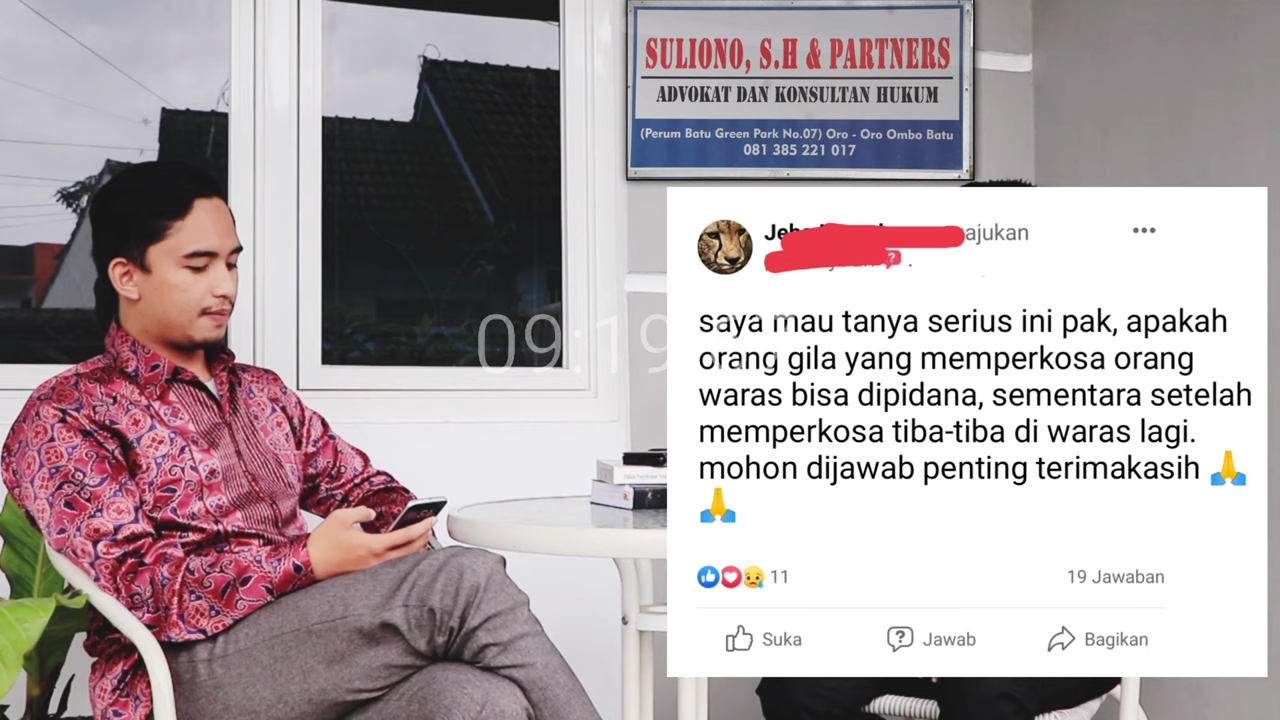 SULIONO, S.H & PARTNERS
ADVOKAT DAN KONSULTAN HUKUM
(Perum Batu Green Park No.07) Oro - Oro Ombo Batu
081 385 221 017
ajukan
saya mau tanya serius ini pak, apakah
orang gila yang memperkosa orang
waras bisa dipidana, sementara setelah
memperkosa tiba-tiba di waras lagi.
mohon dijawab penting terimakasih 🙏
🙏
11
19 Jawaban
Suka
Jawab
Bagikan
09:19